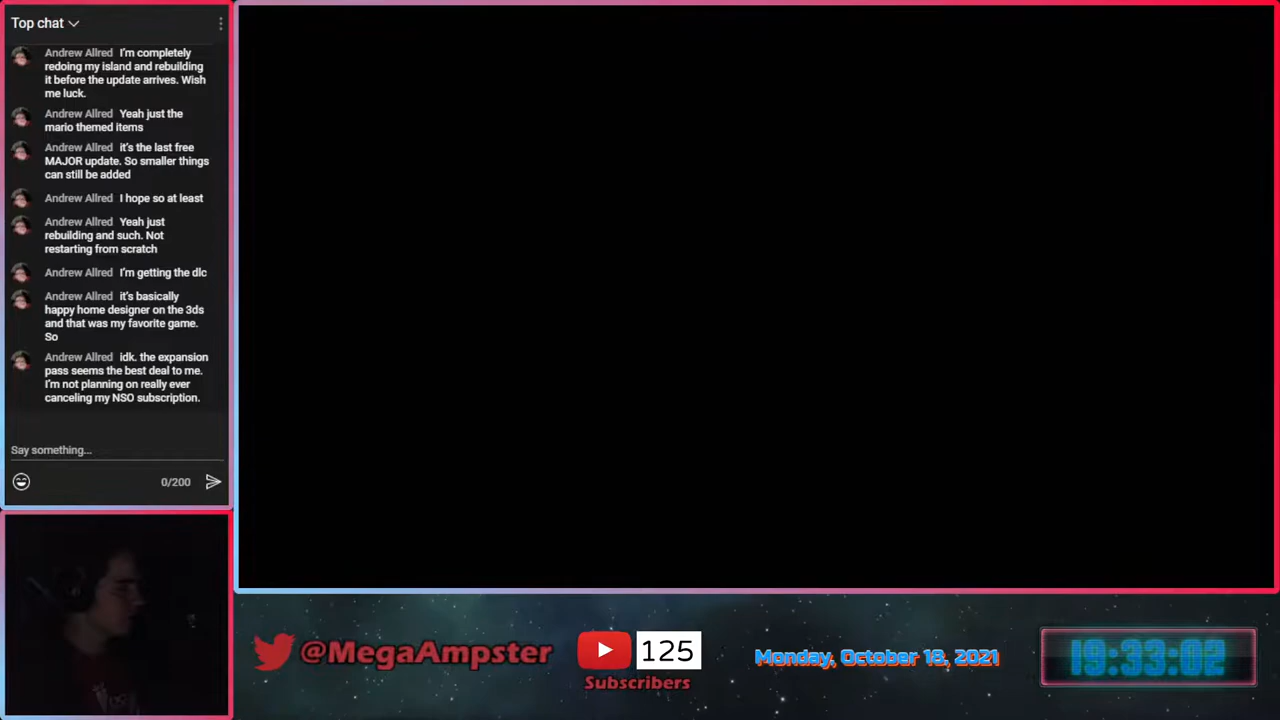 Top chat
Andrew Allred I'm completely
redoing my island and rebuilding
it before the update arrives. Wish
me luck.
Andrew Allred Yeah just the
mario themed items
Andrew Allred it's the last free
MAJOR update. So smaller things
can still be added
Andrew Allred I hope so at least
Andrew Allred Yeah just
rebuilding and such. Not
restarting from scratch
Andrew Allred I'm getting the dlc
Andrew Allred it's basically
happy home designer on the 3ds
and that was my favorite game.
So
Andrew Allred idk. the expansion
pass seems the best deal to me.
I'm not planning on really ever
canceling my NSO subscription.
Say something...
0/200
@MegaAmpster
125
Subscribers
Monday, October 18, 2021
19:33:02